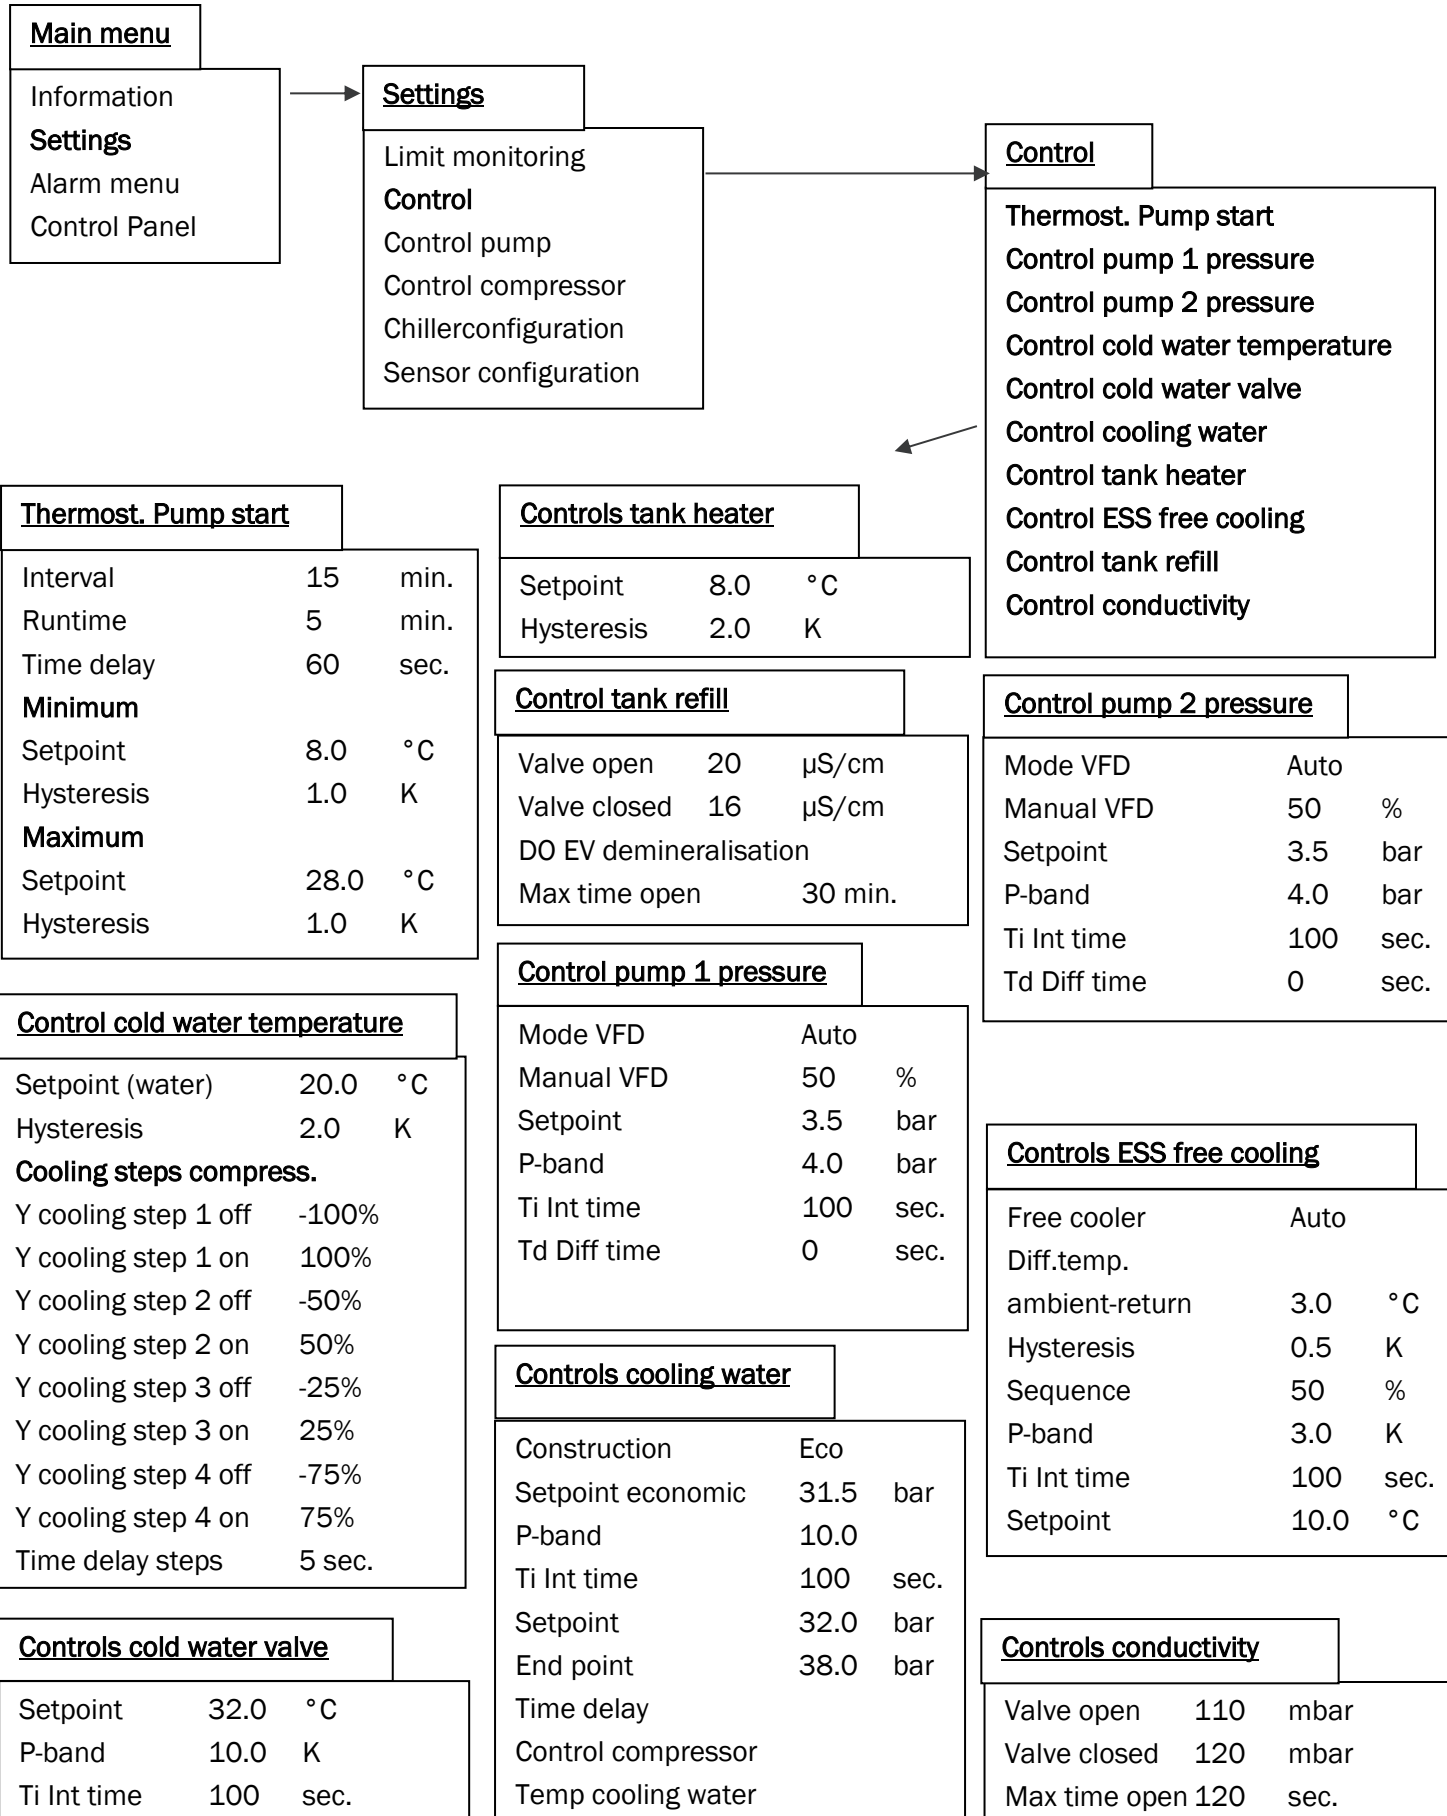 Main menu
Information
Settings
Alarm menu
Control Panel
Settings
Limit monitoring
Control
Control pump
Control compressor
Chillerconfiguration
Sensor configuration
Control
Thermost. Pump start
Control pump 1 pressure
Control pump 2 pressure
Control cold water temperature
Control cold water valve
Control cooling water
Control tank heater
Control ESS free cooling
Control tank refill
Control conductivity
Thermost. Pump start
Interval 15 min.
Runtime 5 min.
Time delay 60 sec.
Minimum
Setpoint 8.0 °C
Hysteresis 1.0 K
Maximum
Setpoint 28.0 °C
Hysteresis 1.0 K
Controls tank heater
Setpoint 8.0 °C
Hysteresis 2.0 K
Control tank refill
Valve open 20 µS/cm
Valve closed 16 µS/cm
DO EV demineralisation
Max time open 30 min.
Control pump 2 pressure
Mode VFD Auto
Manual VFD 50 %
Setpoint 3.5 bar
P-band 4.0 bar
Ti Int time 100 sec.
Td Diff time 0 sec.
Control pump 1 pressure
Mode VFD Auto
Manual VFD 50 %
Setpoint 3.5 bar
P-band 4.0 bar
Ti Int time 100 sec.
Td Diff time 0 sec.
Control cold water temperature
Setpoint (water) 20.0 °C
Hysteresis 2.0 K
Cooling steps compress.
Y cooling step 1 off -100%
Y cooling step 1 on 100%
Y cooling step 2 off -50%
Y cooling step 2 on 50%
Y cooling step 3 off -25%
Y cooling step 3 on 25%
Y cooling step 4 off -75%
Y cooling step 4 on 75%
Time delay steps 5 sec.
Controls ESS free cooling
Free cooler Auto
Diff.temp.
ambient-return 3.0 °C
Hysteresis 0.5 K
Sequence 50 %
P-band 3.0 K
Ti Int time 100 sec.
Setpoint 10.0 °C
Controls cooling water
Construction Eco
Setpoint economic 31.5 bar
P-band 10.0
Ti Int time 100 sec.
Setpoint 32.0 bar
End point 38.0 bar
Time delay
Control compressor
Temp cooling water
Controls cold water valve
Setpoint 32.0 °C
P-band 10.0 K
Ti Int time 100 sec.
Controls conductivity
Valve open 110 mbar
Valve closed 120 mbar
Max time open 120 sec.